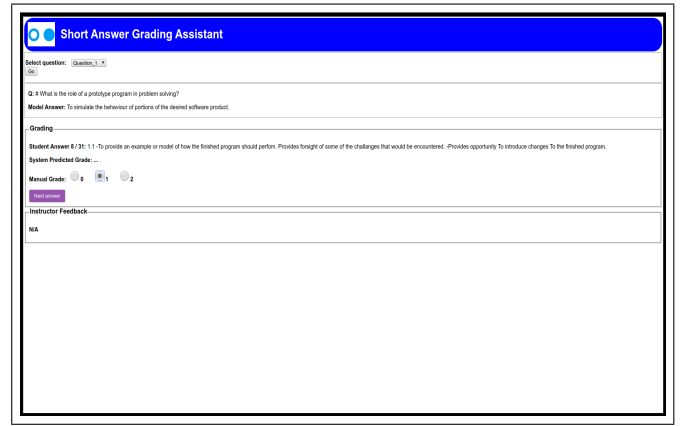 Short Answer Grading Assistant
Select question: Question_1
Go
Q: # What is the role of a prototype program in problem solving?
Model Answer: To simulate the behaviour of portions of the desired software product.
Grading
Student Answer 8 / 31: 1.1 -To provide an example or model of how the finished program should perfom. Provides forsight of some of the challanges that would be encountered. -Provides opportunity To introduce changes To the finished program.
System Predicted Grade: ...
Manual Grade: 0 1 2
Next answer
Instructor Feedback
N/A